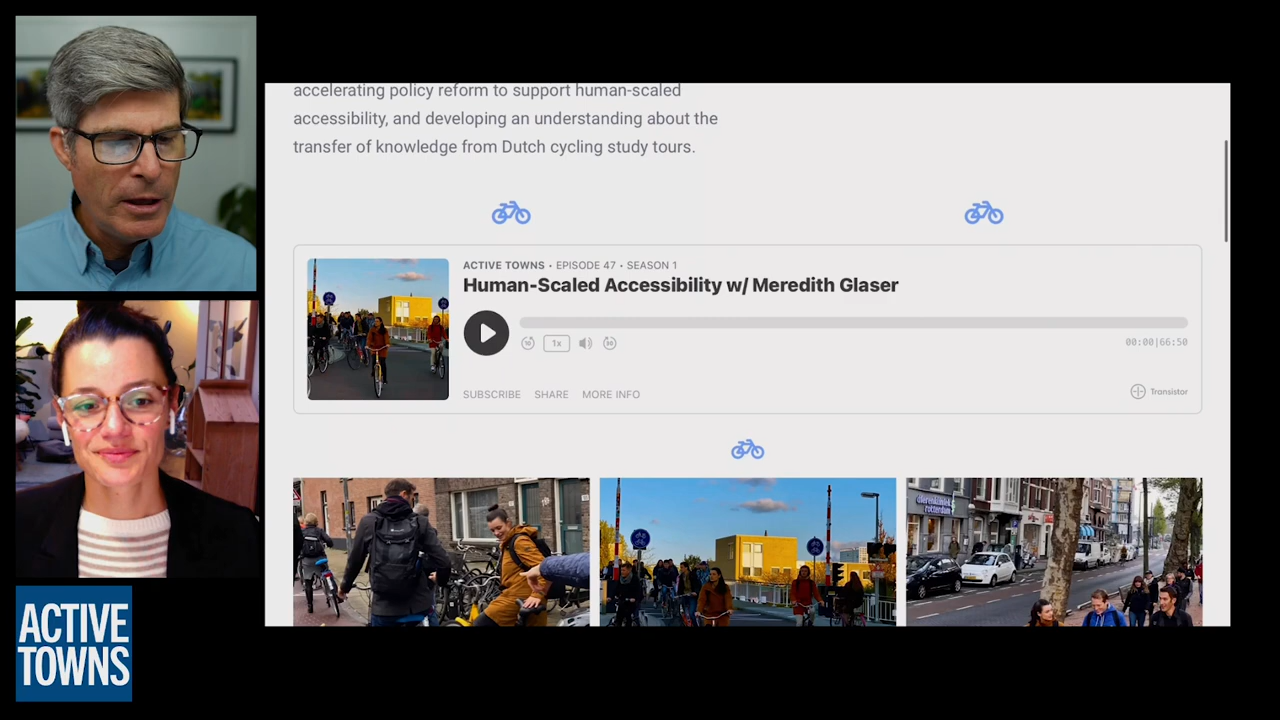 accelerating policy reform to support human-scaled
accessibility, and developing an understanding about the
transfer of knowledge from Dutch cycling study tours.
ACTIVE TOWNS • EPISODE 47 • SEASON 1
Human-Scaled Accessibility w/ Meredith Glaser
1x
00:00|66:50
SUBSCRIBE SHARE MORE INFO
Transistor
dierenkliniek
rotterdam
ACTIVE
TOWNS